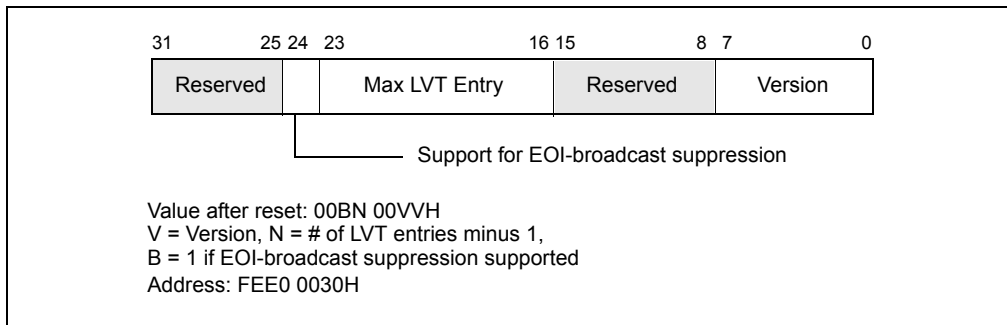 31 25 24 23 16 15 8 7 0
Reserved Max LVT Entry Reserved Version
Support for EOI-broadcast suppression
Value after reset: 00BN 00VVH
V = Version, N = # of LVT entries minus 1,
B = 1 if EOI-broadcast suppression supported
Address: FEE0 0030H